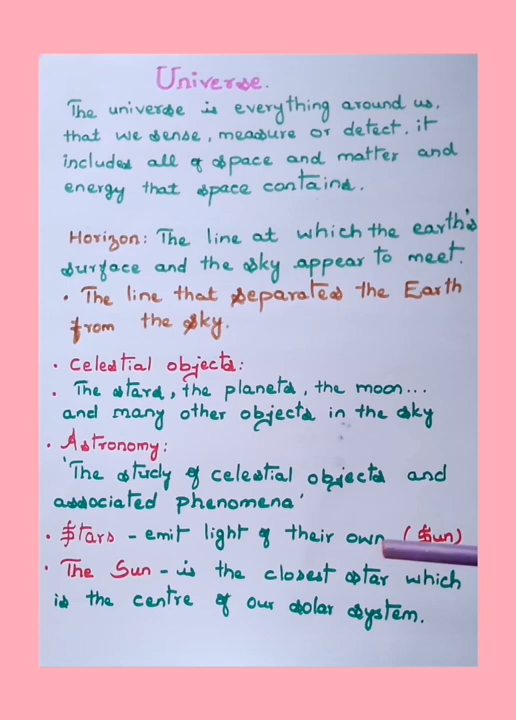 Universe.
The universe is everything around us.
that we sense, measure or detect. it
includes all of space and matter and
energy that space contains.
Horizon: The line at which the earth's
surface and the sky appear to meet.
• The line that separates the Earth
from the sky.
• Celestial objects:
• The stars, the planets, the moon...
and many other objects in the sky
• Astronomy:
'The study of celestial objects and
associated phenomena'
• Stars - emit light of their own (Sun)
• The Sun - is the closest star which
is the centre of our solar system.